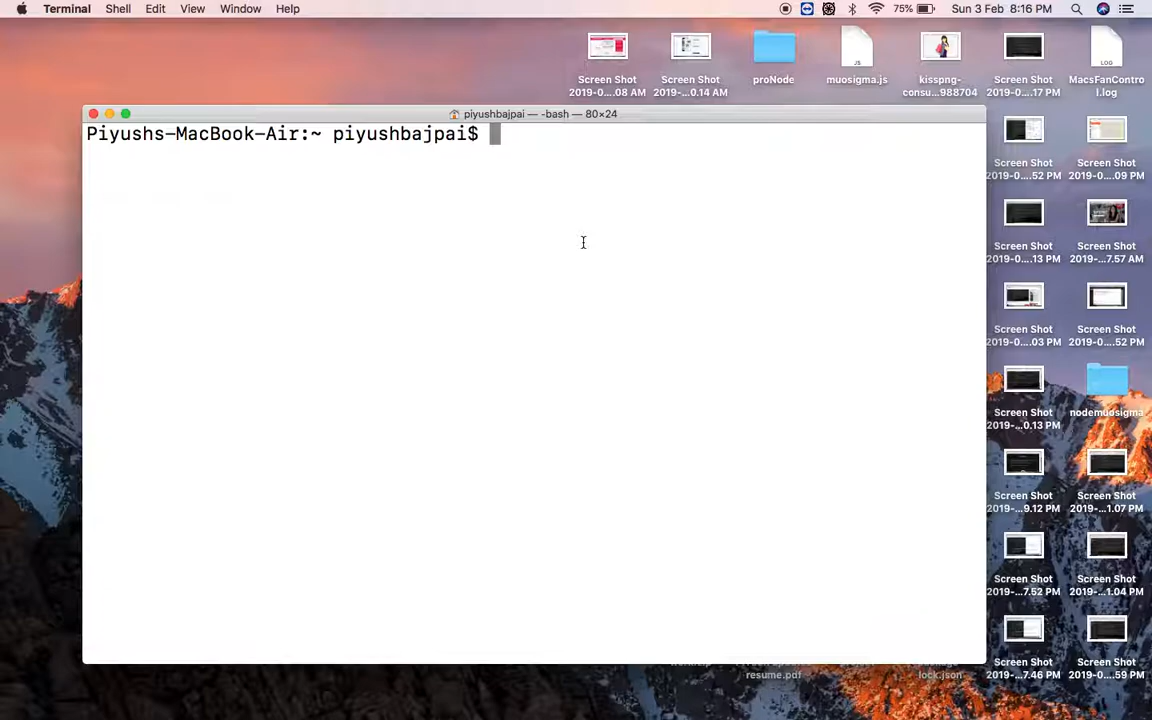 Terminal Shell Edit View Window Help 75% Sun 3 Feb 8:16 PM
Screen Shot
2019-0....08 AM
Screen Shot
2019-....0.14 AM
proNode
JS
muosigma.js
kisspng-
consu...988704
Screen Shot
2019-0....17 PM
LOG
MacsFanContro
l.log
piyushbajpai — -bash — 80×24
Piyushs-MacBook-Air:~ piyushbajpai$
Screen Shot
2019-0....52 PM
Screen Shot
2019-0....09 PM
Screen Shot
2019-0....13 PM
Screen Shot
2019-...7.57 AM
Screen Shot
2019-0....03 PM
Screen Shot
2019-0....52 PM
Screen Shot
2019-...0.13 PM
nodemuosigma
Screen Shot
2019-...9.12 PM
Screen Shot
2019-...1.07 PM
Screen Shot
2019-...7.52 PM
Screen Shot
2019-...1.04 PM
Screen Shot
2019-...7.46 PM
Screen Shot
2019-0....59 PM
resume.pdf
lock.json